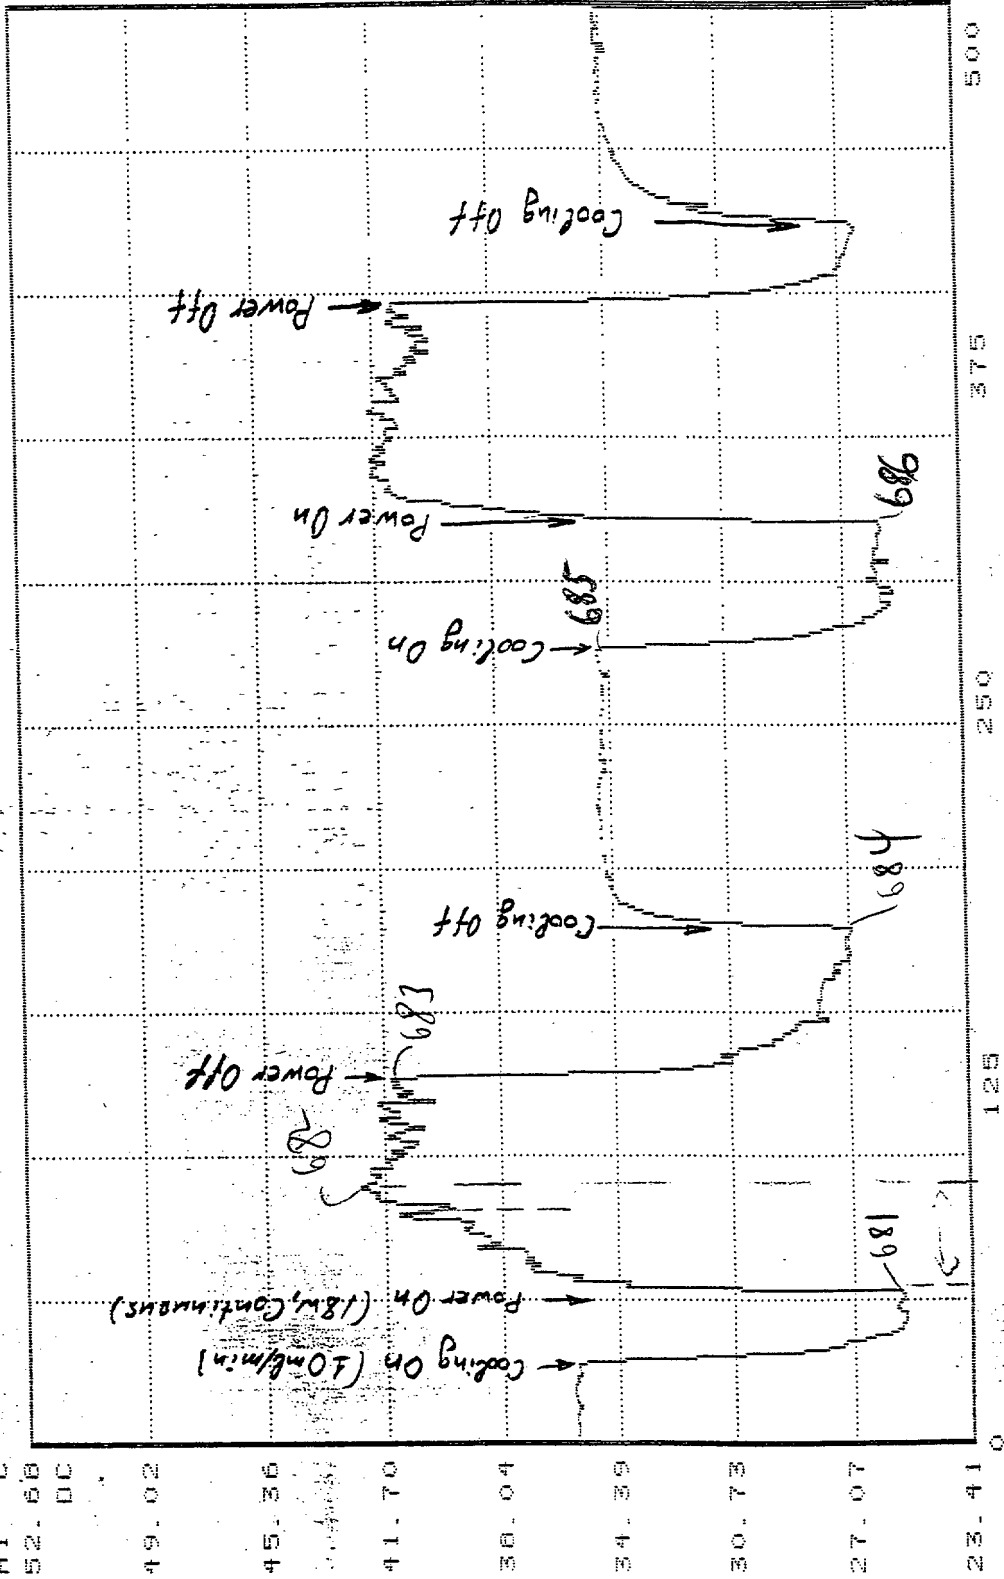 52.68
DC
49.02
45.36
41.70
38.04
34.39
30.73
27.07
23.41
0
125
250
375
500
Cooling On (10ml/min)
Power On (18w, Continuous)
681
682
683
Power Off
684
Cooling Off
685
Cooling On
686
Power On
Power Off
Cooling Off